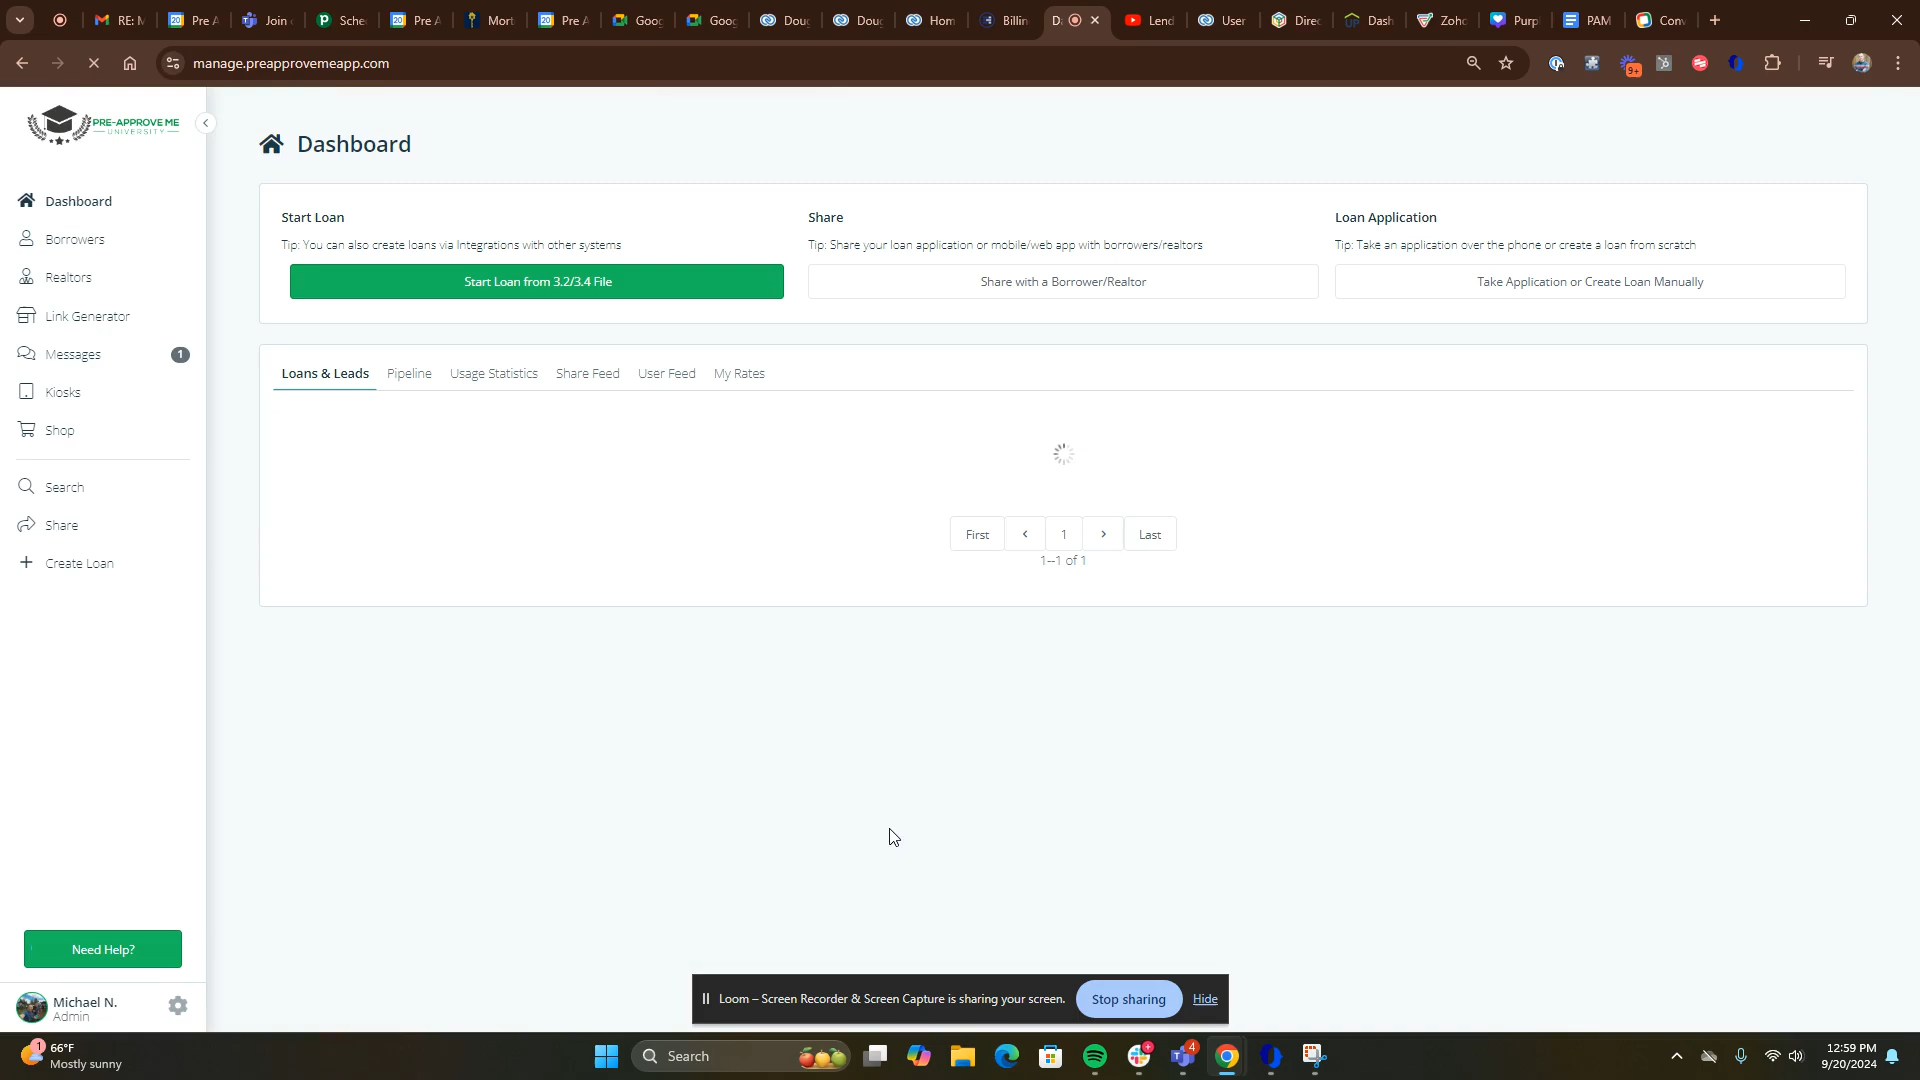 RE: M
Pre A
Join
Sche
Pre A
Mort
Pre A
Goog
Goog
Doug
Doug
Hom
Billin
Lend
User
Direc
Dash
Zoho
Purp
PAM
Conv
manage.preapprovemeapp.com
9+
PRE-APPROVE ME
UNIVERSITY
Dashboard
Borrowers
Realtors
Link Generator
Messages 1
Kiosks
Shop
Search
Share
Create Loan
Need Help?
Michael N.
Admin
Dashboard
Start Loan
Tip: You can also create loans via Integrations with other systems
Start Loan from 3.2/3.4 File
Share
Tip: Share your loan application or mobile/web app with borrowers/realtors
Share with a Borrower/Realtor
Loan Application
Tip: Take an application over the phone or create a loan from scratch
Take Application or Create Loan Manually
Loans & Leads Pipeline Usage Statistics Share Feed User Feed My Rates
First ‹ 1 › Last
1--1 of 1
Loom – Screen Recorder & Screen Capture is sharing your screen. Stop sharing Hide
1
66°F
Mostly sunny
Search
4
12:59 PM
9/20/2024